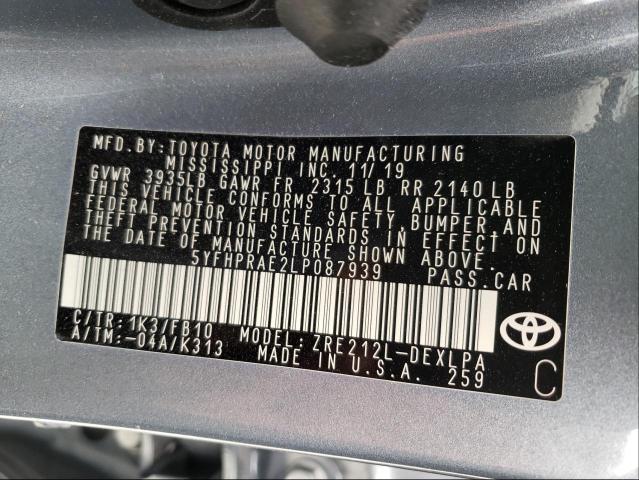 MFD. BY: TOYOTA MOTOR MANUFACTURING
MISSISSIPPI INC. 11/19
GVWR 3935LB GAWR FR 2315 LB RR 2140 LB
THIS VEHICLE CONFORMS TO ALL APPLICABLE
FEDERAL MOTOR VEHICLE SAFETY, BUMPER, AND
THEFT PREVENTION STANDARDS IN EFFECT ON
THE DATE OF MANUFACTURE SHOWN ABOVE.
5YFHPRAE2LP087939 PASS. CAR
C/TR: 1K3/FB10 MODEL: ZRE212L-DEXLPA
A/TM: -04A/K313 MADE IN U.S.A. 259
C